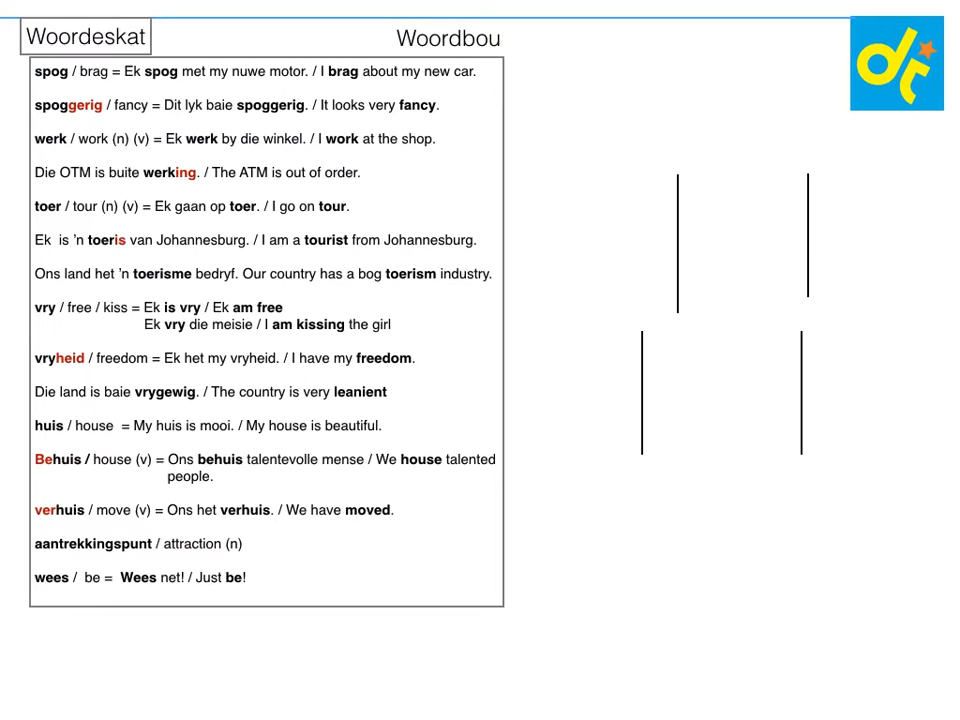 Woordeskat
Woordbou
spog / brag = Ek spog met my nuwe motor. / I brag about my new car.
spoggerig / fancy = Dit lyk baie spoggerig. / It looks very fancy.
werk / work (n) (v) = Ek werk by die winkel. / I work at the shop.
Die OTM is buite werking. / The ATM is out of order.
toer / tour (n) (v) = Ek gaan op toer. / I go on tour.
Ek is 'n toeris van Johannesburg. / I am a tourist from Johannesburg.
Ons land het 'n toerisme bedryf. Our country has a bog toerism industry.
vry / free / kiss = Ek is vry / Ek am free
Ek vry die meisie / I am kissing the girl
vryheid / freedom = Ek het my vryheid. / I have my freedom.
Die land is baie vrygewig. / The country is very leanient
huis / house = My huis is mooi. / My house is beautiful.
Behuis / house (v) = Ons behuis talentevolle mense / We house talented
people.
verhuis / move (v) = Ons het verhuis. / We have moved.
aantrekkingspunt / attraction (n)
wees / be = Wees net! / Just be!
dt